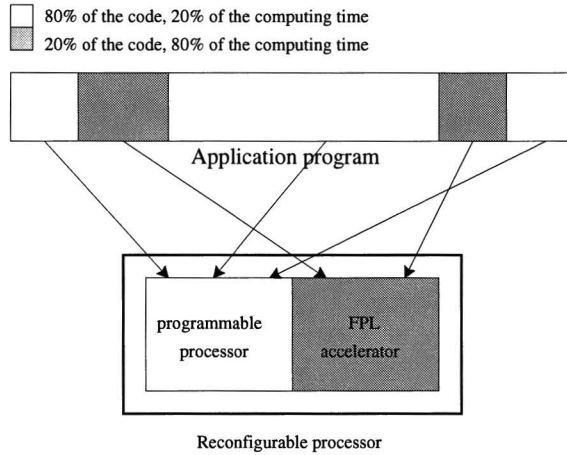 80% of the code, 20% of the computing time
20% of the code, 80% of the computing time
Application program
programmable
processor
FPL
accelerator
Reconfigurable processor